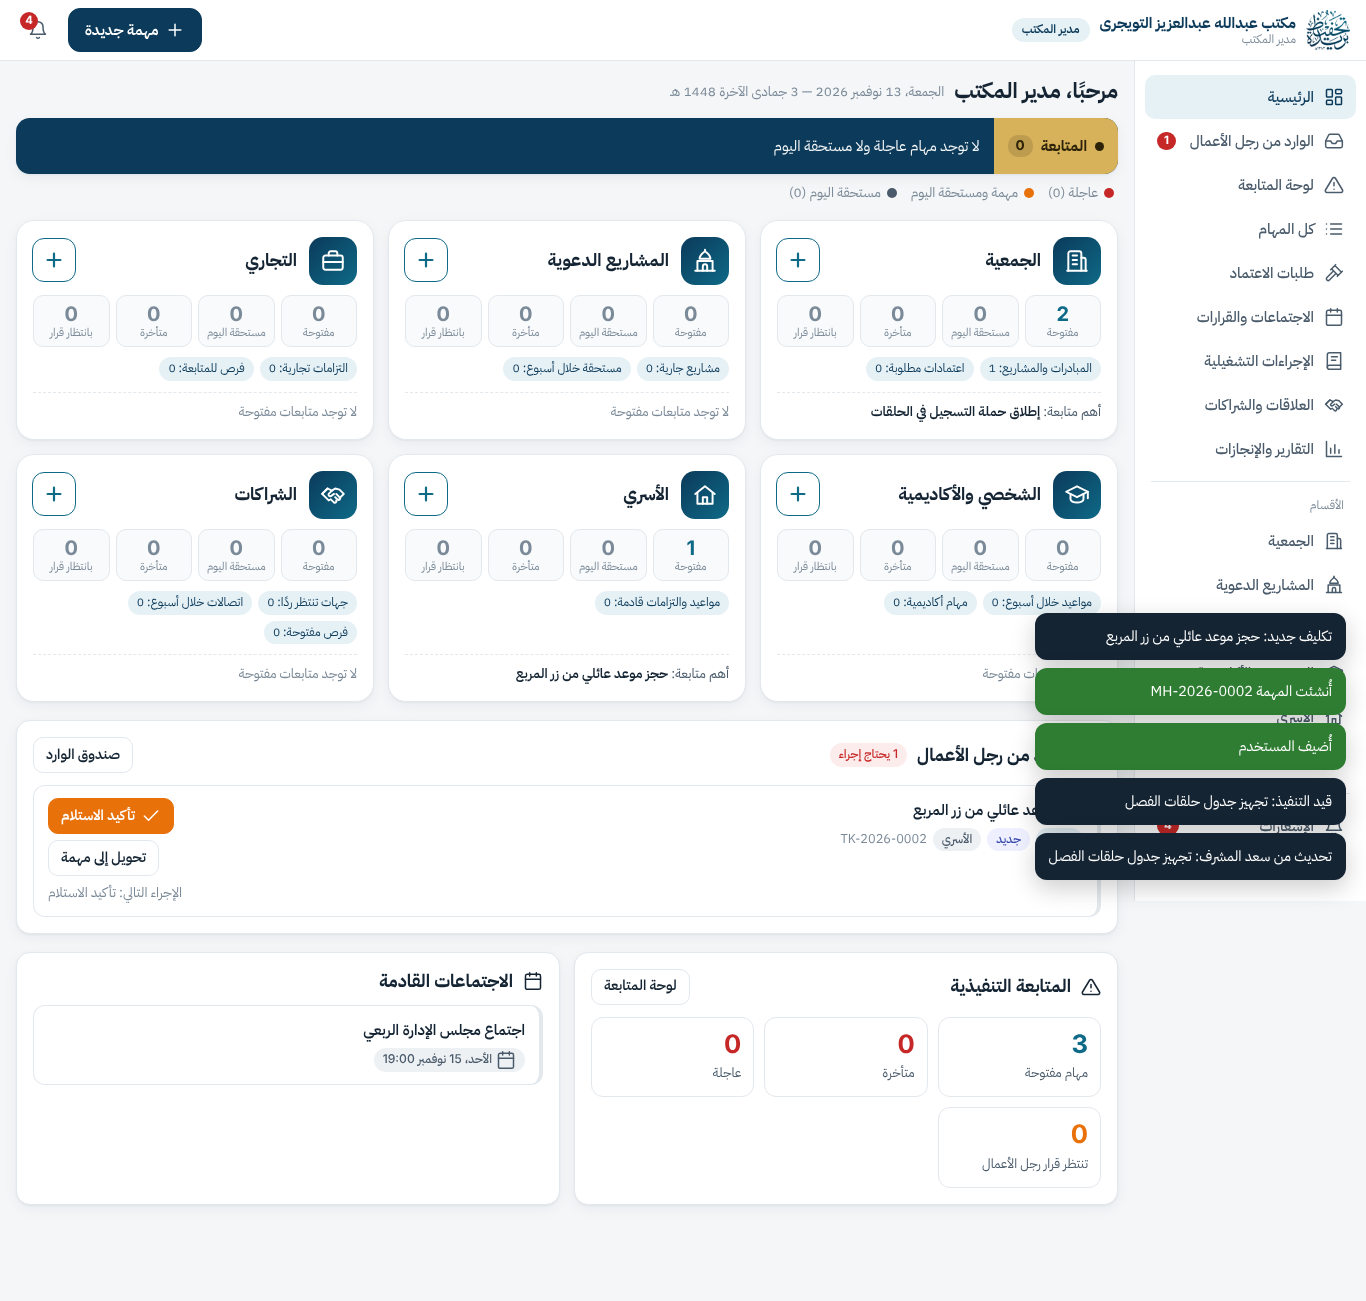 مكتب عبدالله عبدالعزيز التويجري
مدير المكتب
مدير المكتب
مهمة جديدة
4
الرئيسية
الوارد من رجل الأعمال 1
لوحة المتابعة
كل المهام
طلبات الاعتماد
الاجتماعات والقرارات
الإجراءات التشغيلية
العلاقات والشراكات
التقارير والإنجازات
الأقسام
الجمعية
المشاريع الدعوية
الأسري
الإشعارات 4
مرحبًا، مدير المكتب الجمعة، 13 نوفمبر 2026 — 3 جمادى الآخرة 1448 هـ
المتابعة 0 لا توجد مهام عاجلة ولا مستحقة اليوم
عاجلة (0) مهمة ومستحقة اليوم مستحقة اليوم (0)
الجمعية
2 0 0 0
مفتوحة مستحقة اليوم متأخرة بانتظار قرار
المبادرات والمشاريع: 1 اعتمادات مطلوبة: 0
أهم متابعة: إطلاق حملة التسجيل في الحلقات
المشاريع الدعوية
0 0 0 0
مفتوحة مستحقة اليوم متأخرة بانتظار قرار
مشاريع جارية: 0 مستحقة خلال أسبوع: 0
لا توجد متابعات مفتوحة
التجاري
0 0 0 0
مفتوحة مستحقة اليوم متأخرة بانتظار قرار
التزامات تجارية: 0 فرص للمتابعة: 0
لا توجد متابعات مفتوحة
الشخصي والأكاديمية
0 0 0 0
مفتوحة مستحقة اليوم متأخرة بانتظار قرار
مواعيد خلال أسبوع: 0 مهام أكاديمية: 0
مفتوحة
الأسري
1 0 0 0
مفتوحة مستحقة اليوم متأخرة بانتظار قرار
مواعيد والتزامات قادمة: 0
أهم متابعة: حجز موعد عائلي من زر المربع
الشراكات
0 0 0 0
مفتوحة مستحقة اليوم متأخرة بانتظار قرار
جهات تنتظر ردًا: 0 اتصالات خلال أسبوع: 0
فرص مفتوحة: 0
لا توجد متابعات مفتوحة
تكليف جديد: حجز موعد عائلي من زر المربع
أُنشئت المهمة MH-2026-0002
أُضيف المستخدم
قيد التنفيذ: تجهيز جدول حلقات الفصل
تحديث من سعد المشرف: تجهيز جدول حلقات الفصل
من رجل الأعمال 1 يحتاج إجراء
صندوق الوارد
عائلي من زر المربع
جديد الأسري TK-2026-0002
تأكيد الاستلام
تحويل إلى مهمة
الإجراء التالي: تأكيد الاستلام
المتابعة التنفيذية
لوحة المتابعة
3 0 0
مهام مفتوحة متأخرة عاجلة
0
تنتظر قرار رجل الأعمال
الاجتماعات القادمة
اجتماع مجلس الإدارة الربعي
الأحد، 15 نوفمبر 19:00